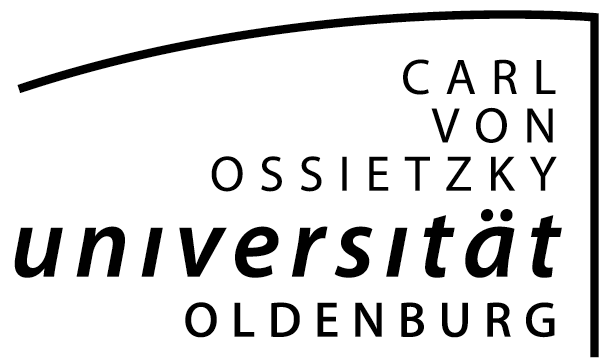 CARL
VON
OSSIETZKY
universität
OLDENBURG